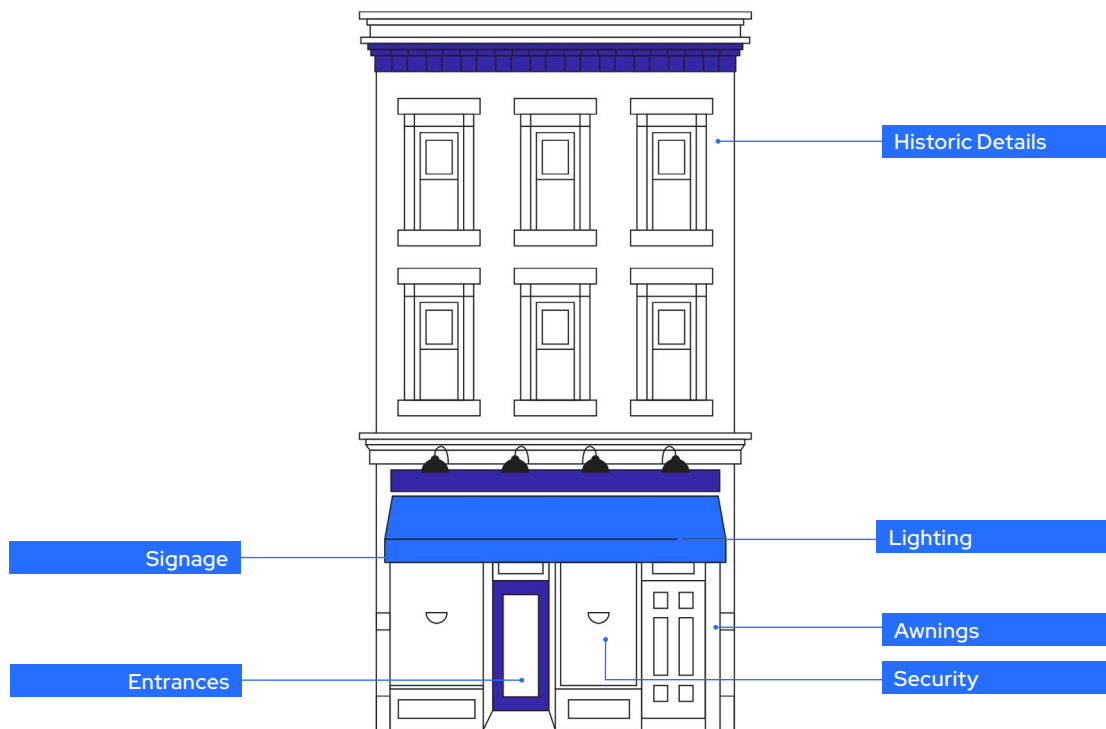 Historic Details
Signage
Lighting
Awnings
Entrances
Security